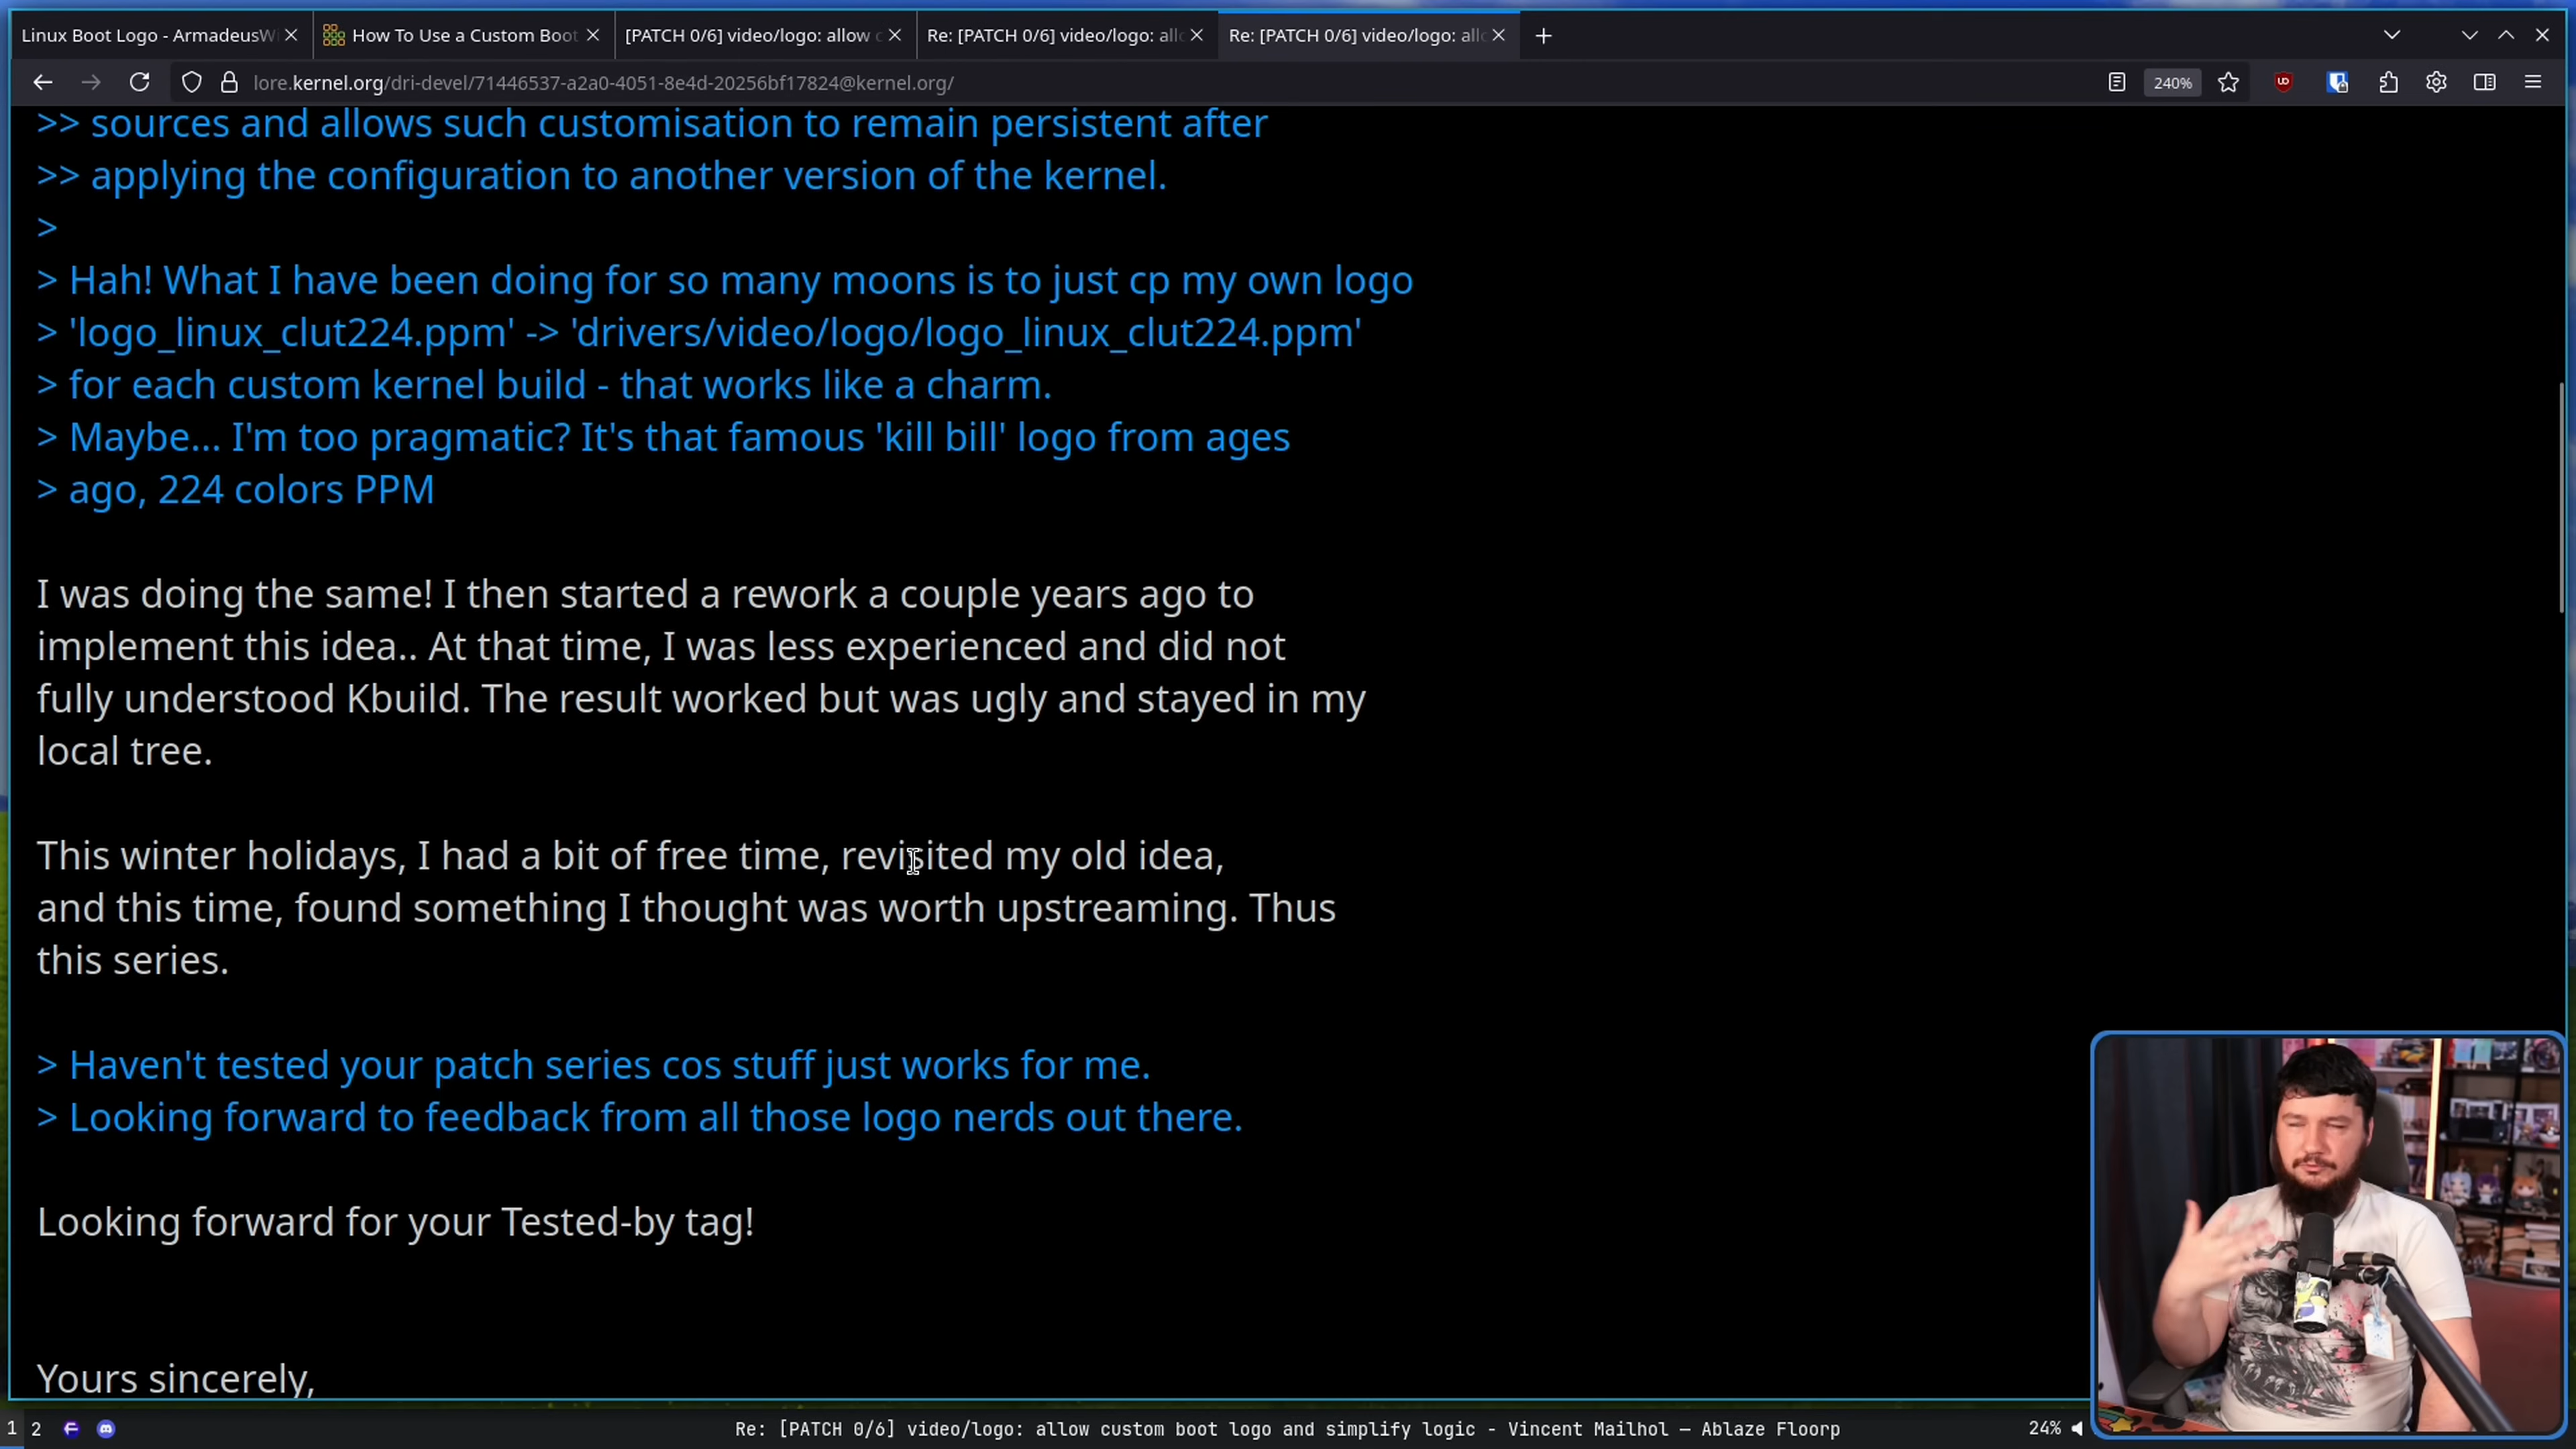 Linux Boot Logo - ArmadeusW
How To Use a Custom Boot
[PATCH 0/6] video/logo: allow c
Re: [PATCH 0/6] video/logo: allc
Re: [PATCH 0/6] video/logo: allc
lore.kernel.org/dri-devel/71446537-a2a0-4051-8e4d-20256bf17824@kernel.org/
240%
>> sources and allows such customisation to remain persistent after
>> applying the configuration to another version of the kernel.
>
> Hah! What I have been doing for so many moons is to just cp my own logo
> 'logo_linux_clut224.ppm' -> 'drivers/video/logo/logo_linux_clut224.ppm'
> for each custom kernel build - that works like a charm.
> Maybe... I'm too pragmatic? It's that famous 'kill bill' logo from ages
> ago, 224 colors PPM
I was doing the same! I then started a rework a couple years ago to
implement this idea.. At that time, I was less experienced and did not
fully understood Kbuild. The result worked but was ugly and stayed in my
local tree.
This winter holidays, I had a bit of free time, revisited my old idea,
and this time, found something I thought was worth upstreaming. Thus
this series.
> Haven't tested your patch series cos stuff just works for me.
> Looking forward to feedback from all those logo nerds out there.
Looking forward for your Tested-by tag!
Yours sincerely,
1 2
Re: [PATCH 0/6] video/logo: allow custom boot logo and simplify logic - Vincent Mailhol — Ablaze Floorp
24%